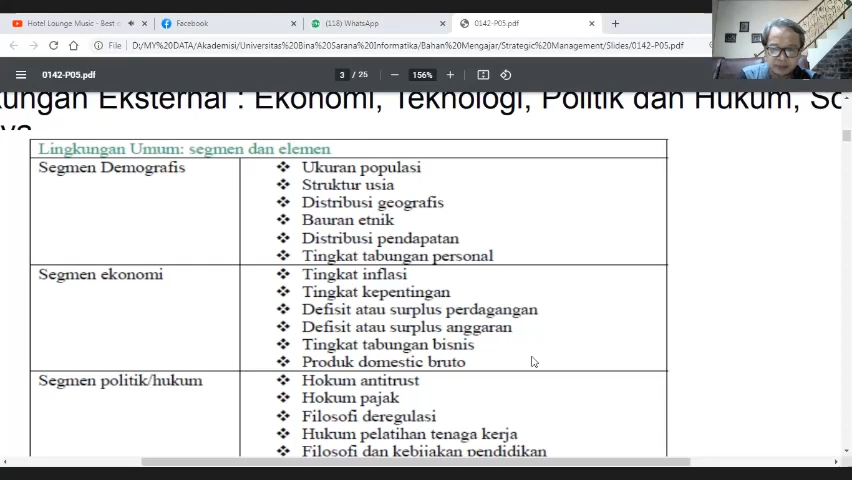 Hotel Lounge Music - Best o
Facebook
(118) WhatsApp
0142-P05.pdf
File
D:/MY%20DATA/Akademisi/Universitas%20Bina%20Sarana%20Informatika/Bahan%20Mengajar/Strategic%20Management/Slides/0142-P05.pdf
0142-P05.pdf
3 / 25
156%
kungan Eksternal : Ekonomi, Teknologi, Politik dan Hukum, So
Lingkungan Umum: segmen dan elemen
Segmen Demografis
❖ Ukuran populasi
❖ Struktur usia
❖ Distribusi geografis
❖ Bauran etnik
❖ Distribusi pendapatan
❖ Tingkat tabungan personal
Segmen ekonomi
❖ Tingkat inflasi
❖ Tingkat kepentingan
❖ Defisit atau surplus perdagangan
❖ Defisit atau surplus anggaran
❖ Tingkat tabungan bisnis
❖ Produk domestic bruto
Segmen politik/hukum
❖ Hokum antitrust
❖ Hokum pajak
❖ Filosofi deregulasi
❖ Hukum pelatihan tenaga kerja
❖ Filosofi dan kebijakan pendidikan